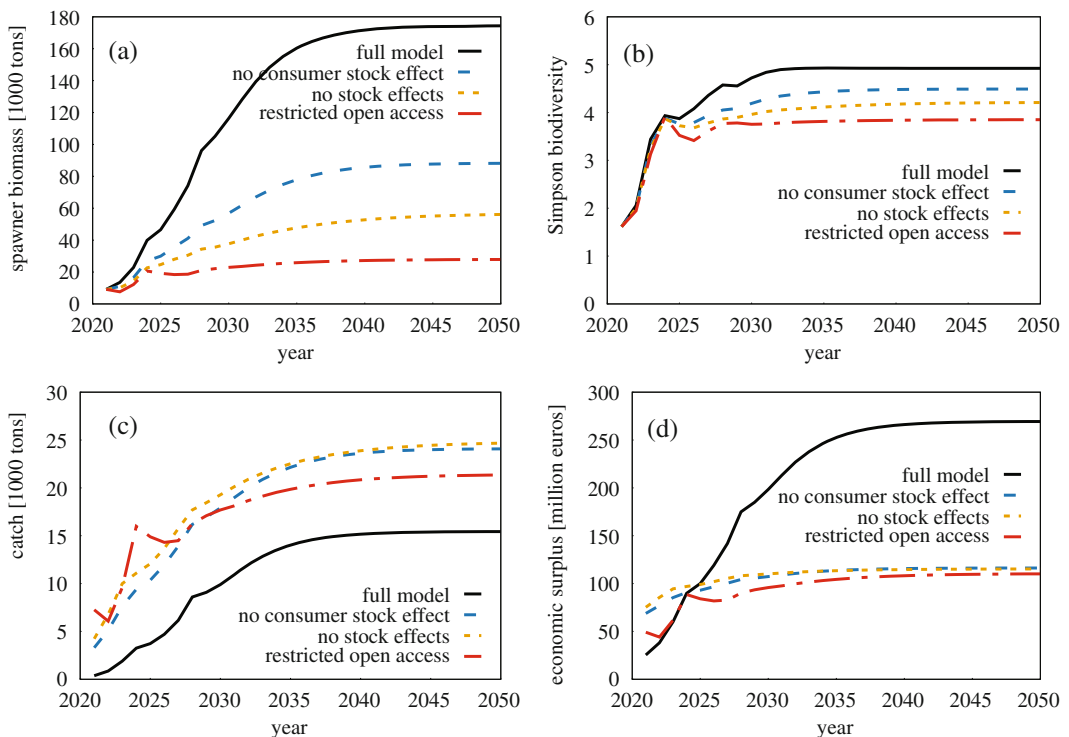 (a)
spawner biomass [1000 tons]
180
160
140
120
100
80
60
40
20
0
full model
no consumer stock effect
no stock effects
restricted open access
2020 2025 2030 2035 2040 2045 2050
year
(b)
Simpson biodiversity
6
5
4
3
2
1
0
full model
no consumer stock effect
no stock effects
restricted open access
2020 2025 2030 2035 2040 2045 2050
year
(c)
catch [1000 tons]
30
25
20
15
10
5
0
full model
no consumer stock effect
no stock effects
restricted open access
2020 2025 2030 2035 2040 2045 2050
year
(d)
economic surplus [million euros]
300
250
200
150
100
50
0
full model
no consumer stock effect
no stock effects
restricted open access
2020 2025 2030 2035 2040 2045 2050
year